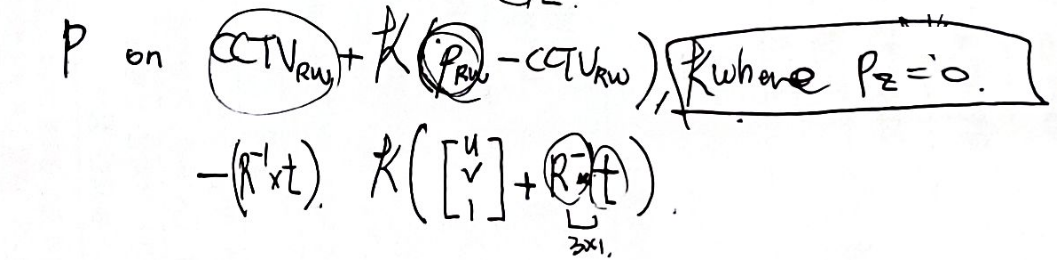 P on CCTV_RW + k(P_RW - CCTV_RW), k where P_z = 0.
-(R^-1 x t). k([u v 1] + R^-1 t).
3x1.